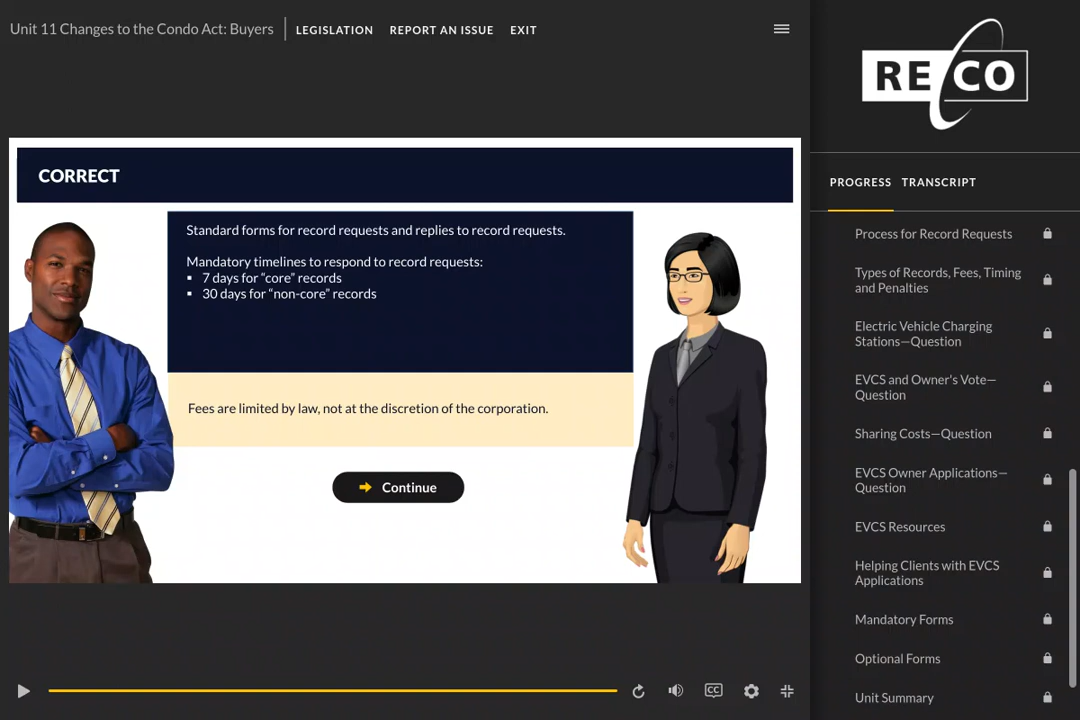 Unit 11 Changes to the Condo Act: Buyers
LEGISLATION
REPORT AN ISSUE
EXIT
RECO
PROGRESS
TRANSCRIPT
CORRECT
Standard forms for record requests and replies to record requests.
Mandatory timelines to respond to record requests:
▪ 7 days for “core” records
▪ 30 days for “non-core” records
Fees are limited by law, not at the discretion of the corporation.
Continue
Process for Record Requests
Types of Records, Fees, Timing
and Penalties
Electric Vehicle Charging
Stations—Question
EVCS and Owner's Vote—
Question
Sharing Costs—Question
EVCS Owner Applications—
Question
EVCS Resources
Helping Clients with EVCS
Applications
Mandatory Forms
Optional Forms
Unit Summary
CC